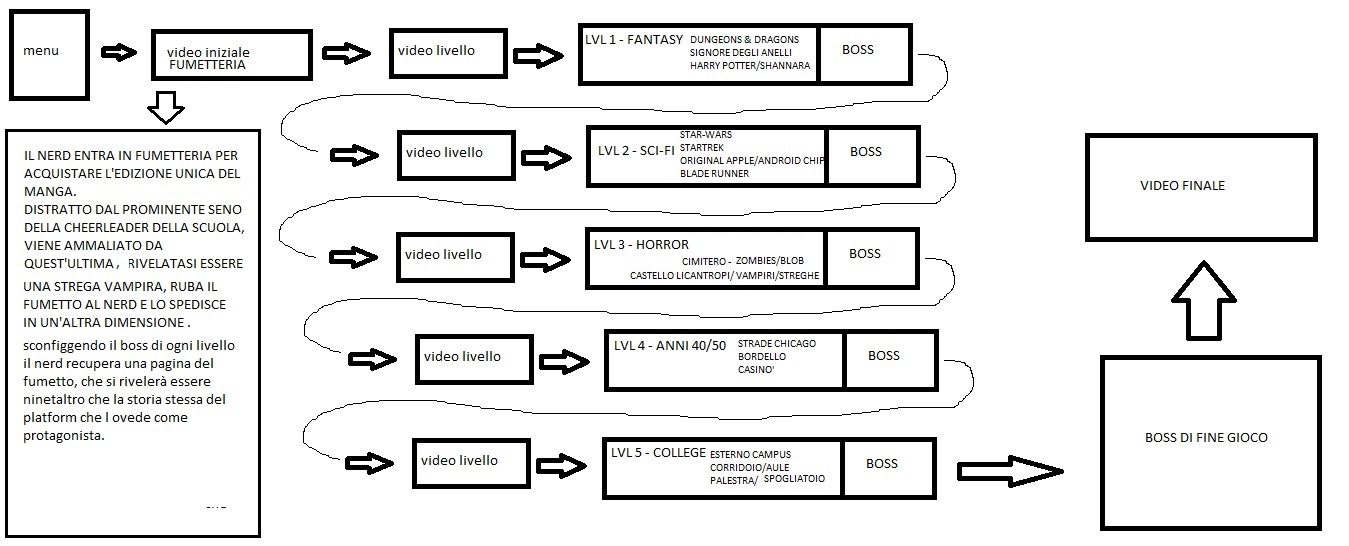 menu
video iniziale
FUMETTERIA
video livello
LVL 1 - FANTASY
DUNGEONS & DRAGONS
SIGNORE DEGLI ANELLI
HARRY POTTER/SHANNARA
BOSS
IL NERD ENTRA IN FUMETTERIA PER
ACQUISTARE L'EDIZIONE UNICA DEL
MANGA.
DISTRATTO DAL PROMINENTE SENO
DELLA CHEERLEADER DELLA SCUOLA,
VIENE AMMALIATO DA
QUEST'ULTIMA, RIVELATASI ESSERE
UNA STREGA VAMPIRA, RUBA IL
FUMETTO AL NERD E LO SPEDISCE
IN UN'ALTRA DIMENSIONE .
sconfiggendo il boss di ogni livello
il nerd recupera una pagina del
fumetto, che si rivelerà essere
ninetaltro che la storia stessa del
platform che l ovede come
protagonista.
video livello
LVL 2 - SCI-FI
STAR-WARS
STARTREK
ORIGINAL APPLE/ANDROID CHIP
BLADE RUNNER
BOSS
video livello
LVL 3 - HORROR
CIMITERO - ZOMBIES/BLOB
CASTELLO LICANTROPI/ VAMPIRI/STREGHE
BOSS
video livello
LVL 4 - ANNI 40/50
STRADE CHICAGO
BORDELLO
CASINO'
BOSS
video livello
LVL 5 - COLLEGE
ESTERNO CAMPUS
CORRIDOIO/AULE
PALESTRA/ SPOGLIATOIO
BOSS
VIDEO FINALE
BOSS DI FINE GIOCO